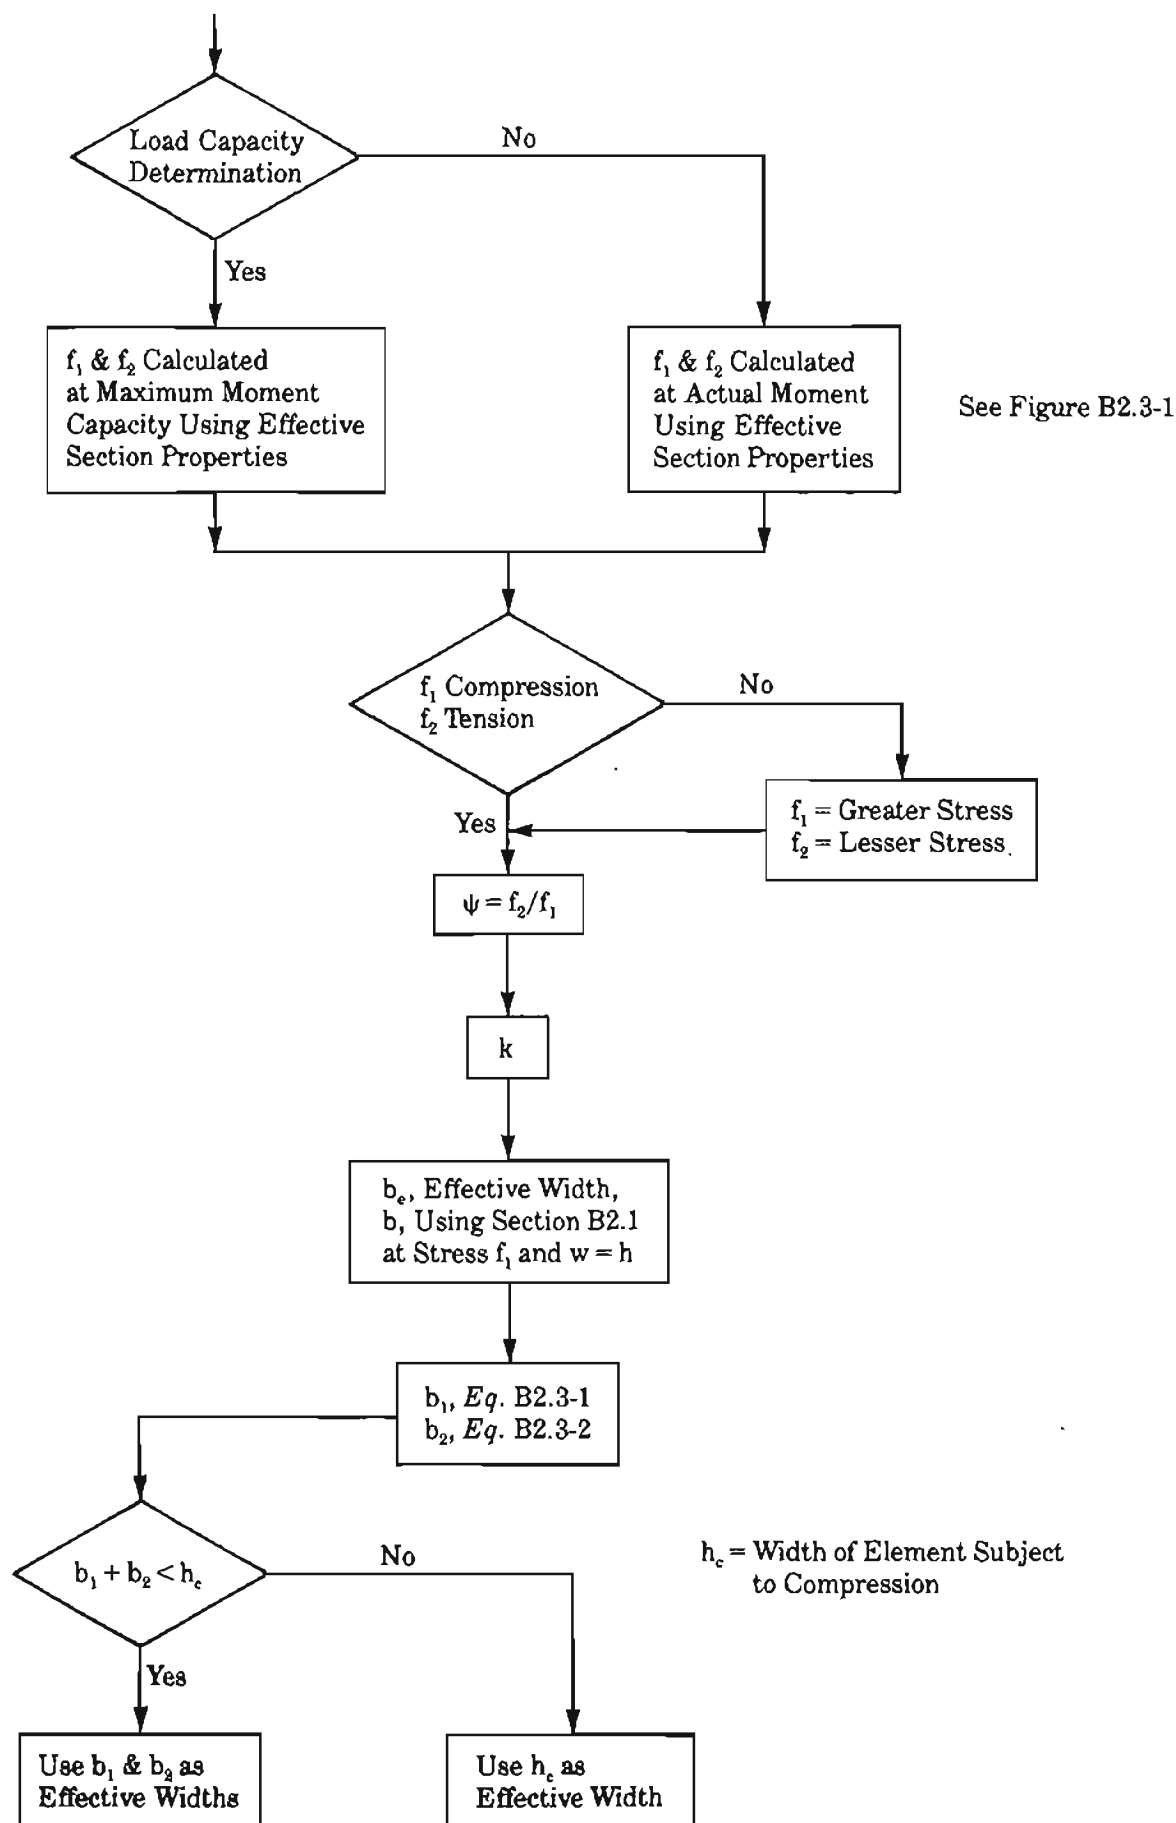 Load Capacity
Determination
No
Yes
f₁ & f₂ Calculated
at Maximum Moment
Capacity Using Effective
Section Properties
f₁ & f₂ Calculated
at Actual Moment
Using Effective
Section Properties
See Figure B2.3-1
f₁ Compression
f₂ Tension
No
Yes
f₁ = Greater Stress
f₂ = Lesser Stress
ψ = f₂/f₁
k
bₑ, Effective Width,
b, Using Section B2.1
at Stress f₁ and w = h
b₁, Eq. B2.3-1
b₂, Eq. B2.3-2
b₁ + b₂ < h_c
No
Yes
h_c = Width of Element Subject
to Compression
Use b₁ & b₂ as
Effective Widths
Use h_c as
Effective Width